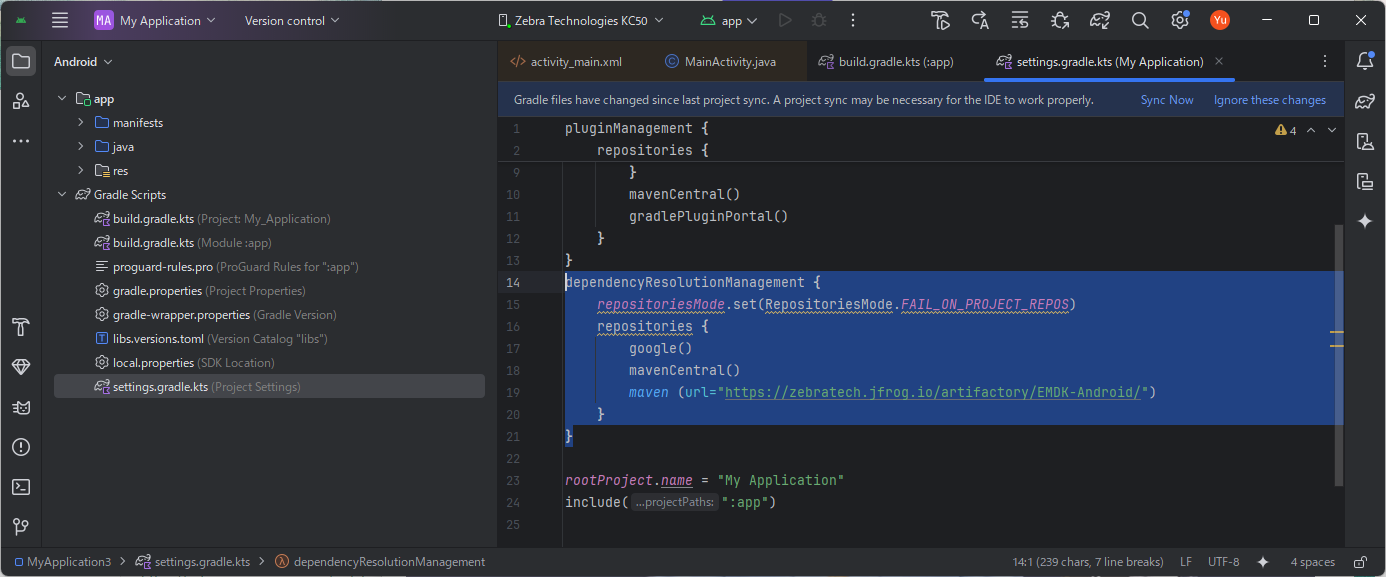 MA My Application Version control Zebra Technologies KC50 app Yu
Android
activity_main.xml MainActivity.java build.gradle.kts (:app) settings.gradle.kts (My Application)
Gradle files have changed since last project sync. A project sync may be necessary for the IDE to work properly. Sync Now Ignore these changes
app
manifests
java
res
Gradle Scripts
build.gradle.kts (Project: My_Application)
build.gradle.kts (Module :app)
proguard-rules.pro (ProGuard Rules for ":app")
gradle.properties (Project Properties)
gradle-wrapper.properties (Gradle Version)
libs.versions.toml (Version Catalog "libs")
local.properties (SDK Location)
settings.gradle.kts (Project Settings)
1 pluginManagement { 4
2 repositories {
9 }
10 mavenCentral()
11 gradlePluginPortal()
12 }
13 }
14 dependencyResolutionManagement {
15 repositoriesMode.set(RepositoriesMode.FAIL_ON_PROJECT_REPOS)
16 repositories {
17 google()
18 mavenCentral()
19 maven (url="https://zebratech.jfrog.io/artifactory/EMDK-Android/")
20 }
21 }
22
23 rootProject.name = "My Application"
24 include( ...projectPaths: ":app")
25
MyApplication3 > settings.gradle.kts > dependencyResolutionManagement 14:1 (239 chars, 7 line breaks) LF UTF-8 4 spaces